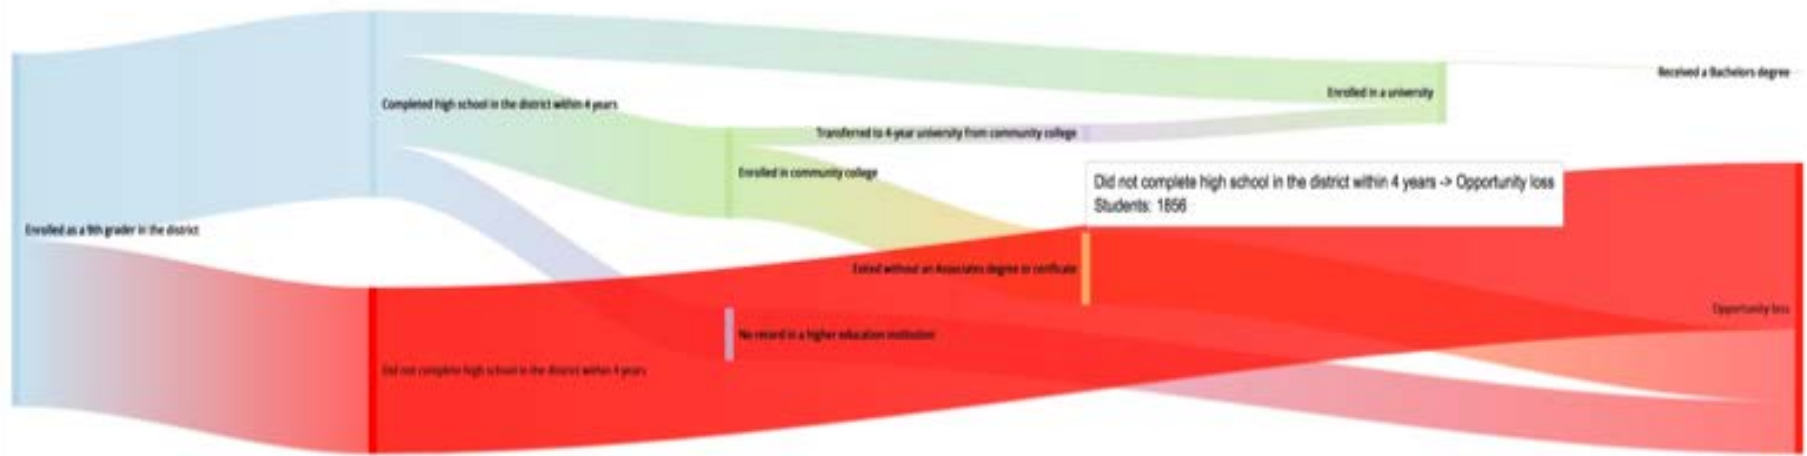 Received a Bachelors degree
Enrolled in a university
Completed high school in the district within 4 years
Transferred to 4-year university from community college
Enrolled in community college
Did not complete high school in the district within 4 years -> Opportunity loss
Students: 1856
Enrolled as a 9th grader in the district
Exited without an Associates degree or certificate
Opportunity loss
No record in a higher education institution
Did not complete high school in the district within 4 years